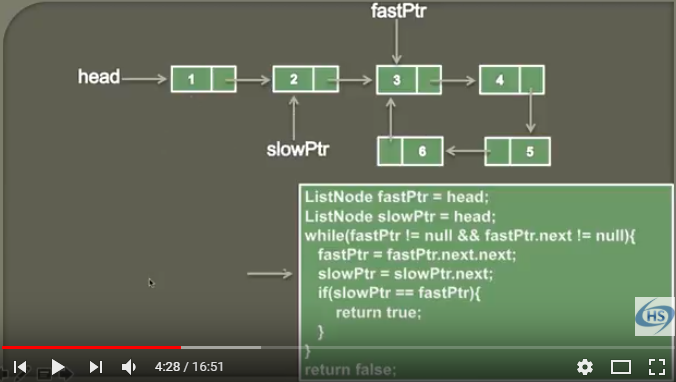 fastPtr
head
1
2
3
4
slowPtr
6
5
ListNode fastPtr = head;
ListNode slowPtr = head;
while(fastPtr != null && fastPtr.next != null){
fastPtr = fastPtr.next.next;
slowPtr = slowPtr.next;
if(slowPtr == fastPtr){
return true;
}
}
return false;
HS
4:28 / 16:51